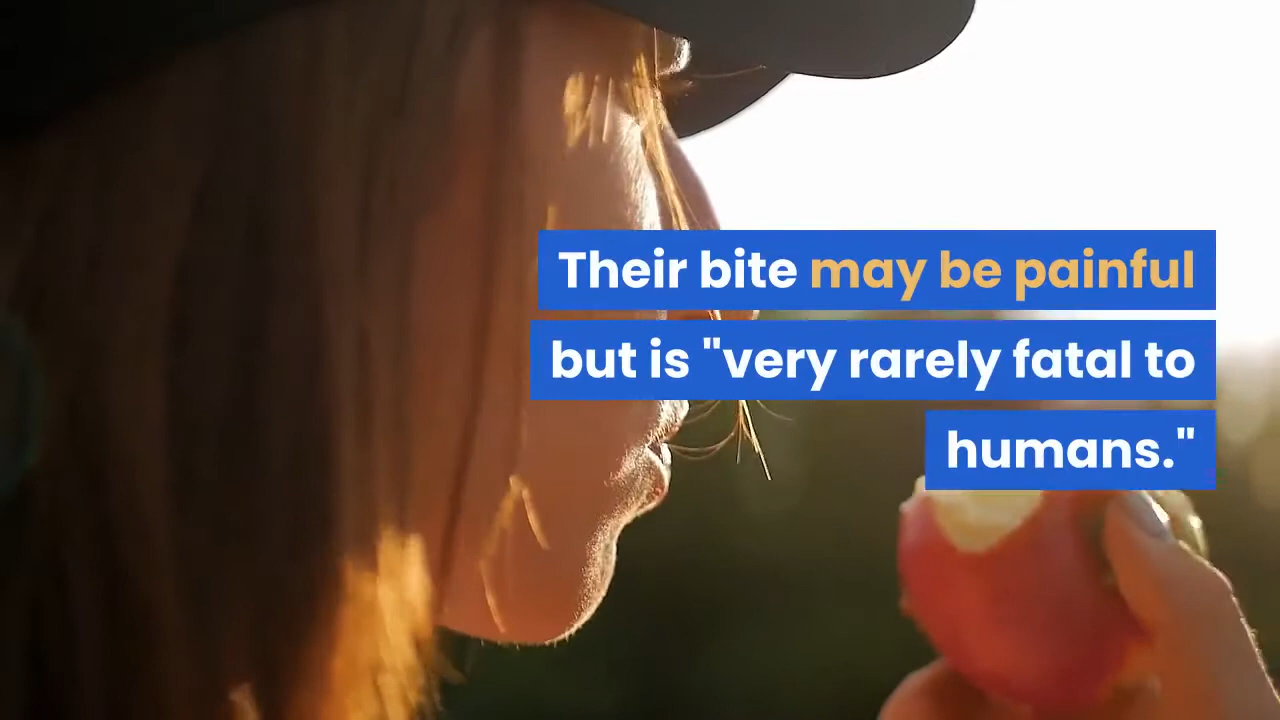 Their bite may be painful
but is "very rarely fatal to
humans."